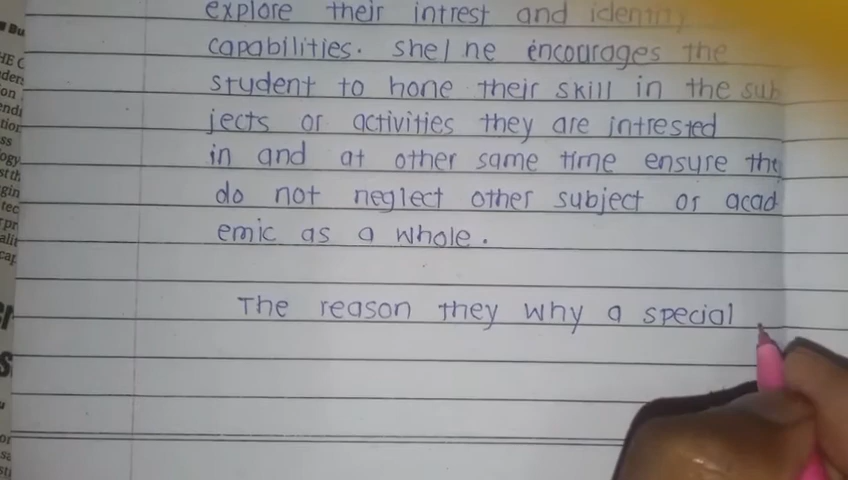 explore their intrest and identity
capabilities. she/he encourages the
student to hone their skill in the sub
jects or activities they are intrested
in and at other same time ensure the
do not neglect other subject or acad
emic as a whole.
The reason they why a special